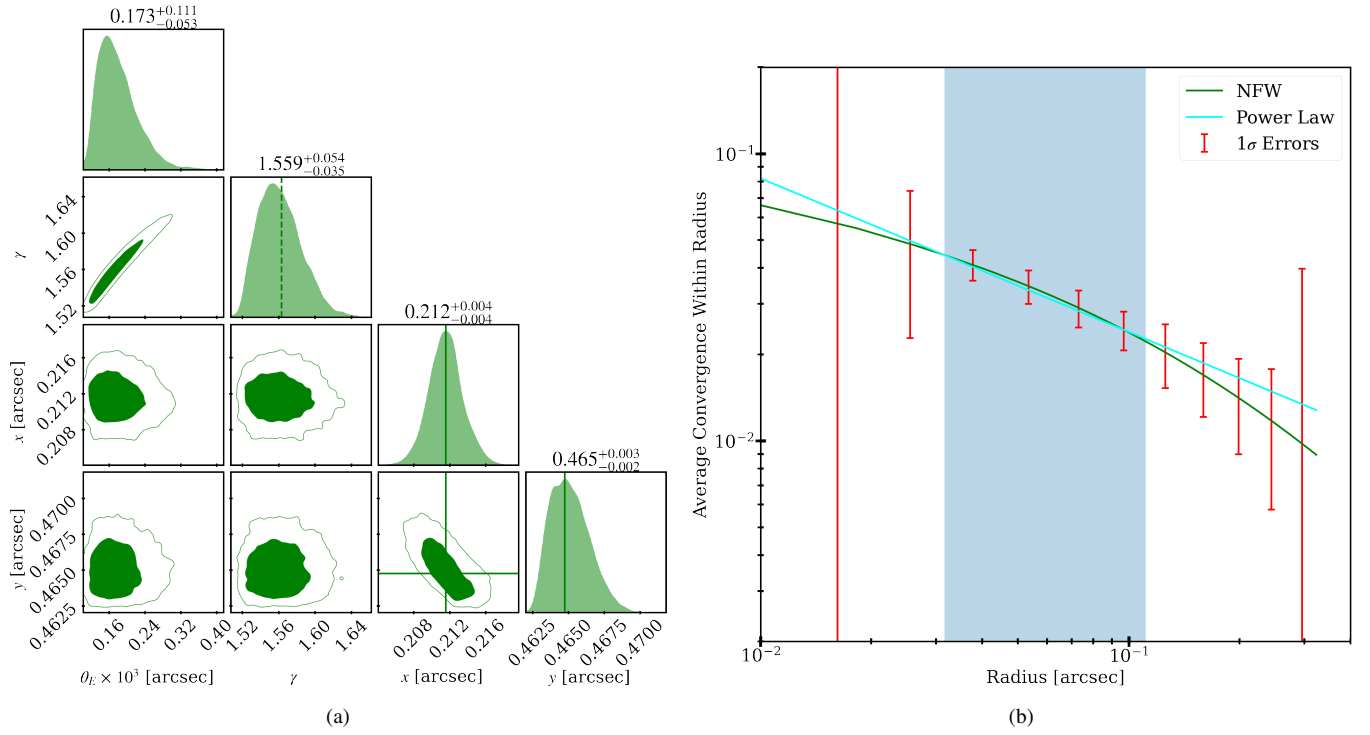 0.173+0.111−0.053
1.559+0.054−0.035
0.212+0.004−0.004
0.465+0.003−0.002
γ
1.64
1.60
1.56
1.52
x [arcsec]
0.216
0.212
0.208
y [arcsec]
0.4700
0.4675
0.4650
0.4625
0.16 0.24 0.32 0.40
1.52 1.56 1.60 1.64
0.208 0.212 0.216
0.4625 0.4650 0.4675 0.4700
θE × 10³ [arcsec]
γ
x [arcsec]
y [arcsec]
(a)
NFW
Power Law
1σ Errors
Average Convergence Within Radius
10−1
10−2
10−2 10−1
Radius [arcsec]
(b)